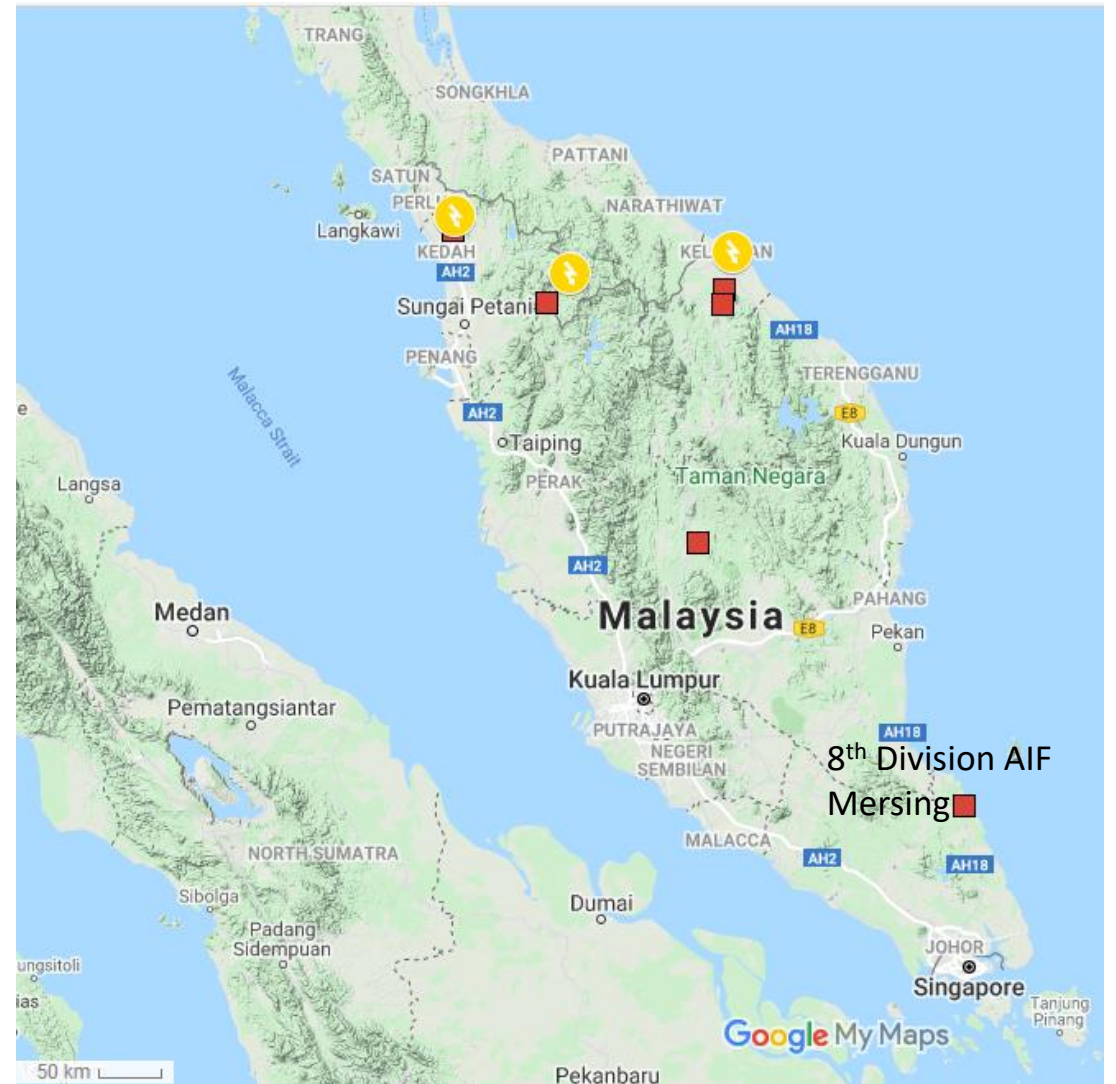 TRANG
SONGKHLA
PATTANI
SATUN
NARATHIWAT
Langkawi
KEDAH
AH2
Sungai Petani
AH18
PENANG
TERENGGANU
Malacca Strait
AH2
E8
Taiping
Kuala Dungun
PERAK
Taman Negara
Langsa
AH2
Medan
Malaysia
PAHANG
E8
Pekan
Kuala Lumpur
Pematangsiantar
PUTRAJAYA
NEGERI
SEMBILAN
AH18
8th Division AIF
Mersing
MALACCA
NORTH SUMATRA
AH2
AH18
Sibolga
Dumai
Padang
Sidempuan
JOHOR
ungsitoli
ias
Singapore
Tanjung
Pinang
Google My Maps
50 km
Pekanbaru